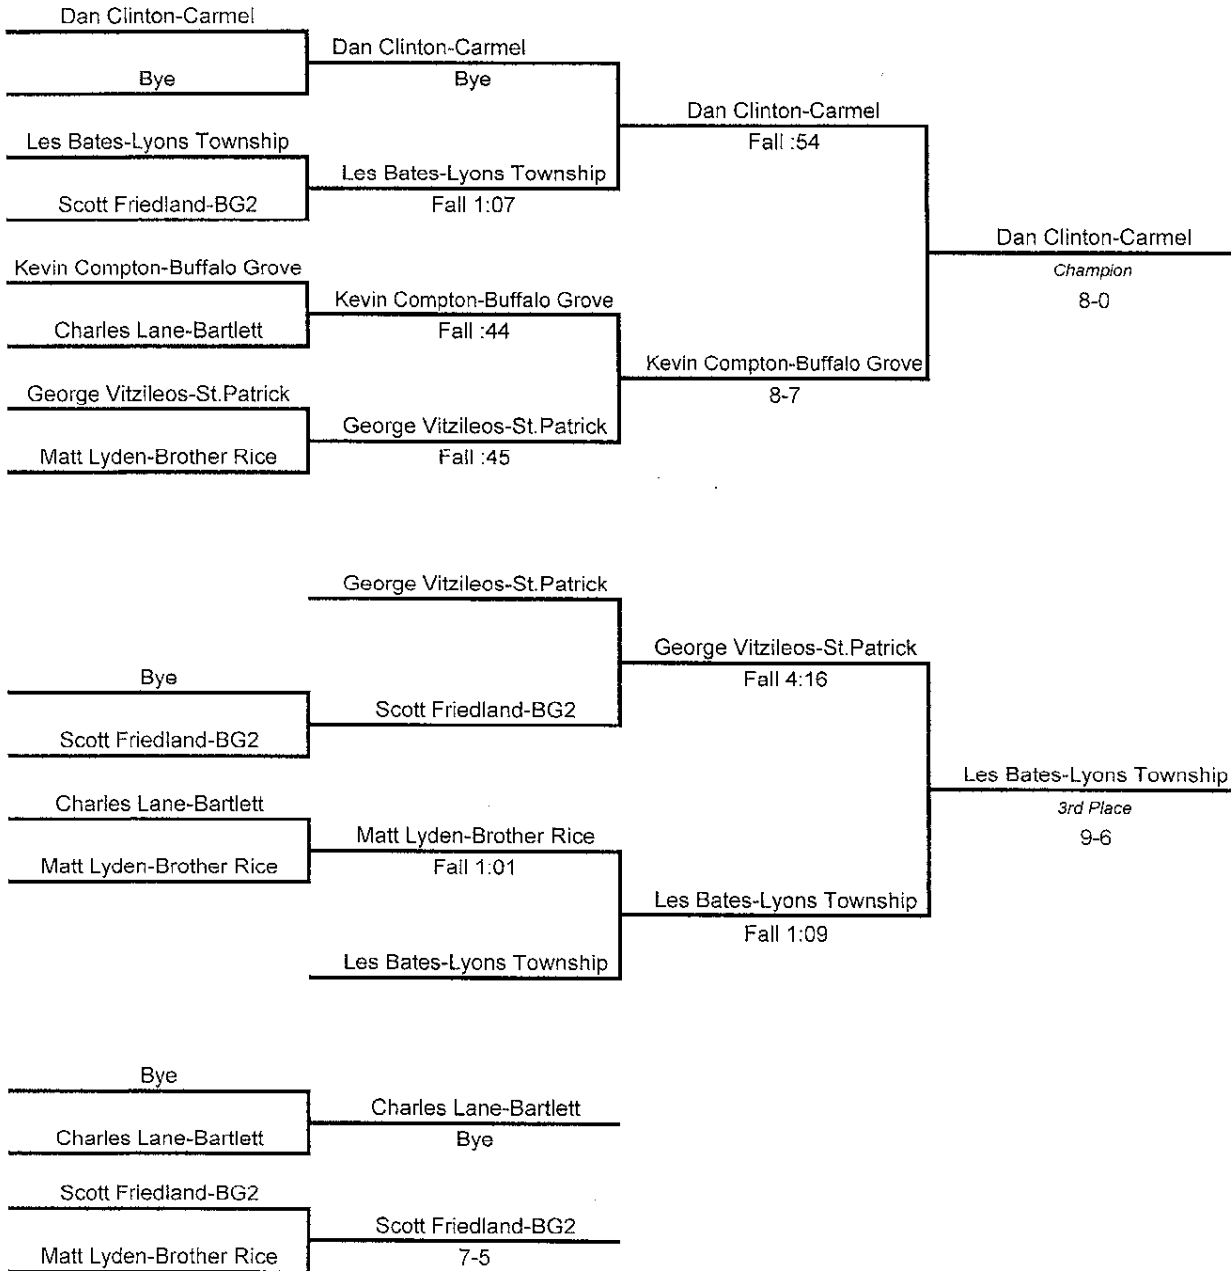 Dan Clinton-Carmel
Bye
Dan Clinton-Carmel
Bye
Les Bates-Lyons Township
Scott Friedland-BG2
Les Bates-Lyons Township
Fall 1:07
Dan Clinton-Carmel
Fall :54
Kevin Compton-Buffalo Grove
Charles Lane-Bartlett
Kevin Compton-Buffalo Grove
Fall :44
George Vitzileos-St.Patrick
Matt Lyden-Brother Rice
George Vitzileos-St.Patrick
Fall :45
Kevin Compton-Buffalo Grove
8-7
Dan Clinton-Carmel
Champion
8-0
George Vitzileos-St.Patrick
Bye
Scott Friedland-BG2
Scott Friedland-BG2
George Vitzileos-St.Patrick
Fall 4:16
Charles Lane-Bartlett
Matt Lyden-Brother Rice
Matt Lyden-Brother Rice
Fall 1:01
Les Bates-Lyons Township
Les Bates-Lyons Township
Fall 1:09
Les Bates-Lyons Township
3rd Place
9-6
Bye
Charles Lane-Bartlett
Charles Lane-Bartlett
Bye
Scott Friedland-BG2
Matt Lyden-Brother Rice
Scott Friedland-BG2
7-5